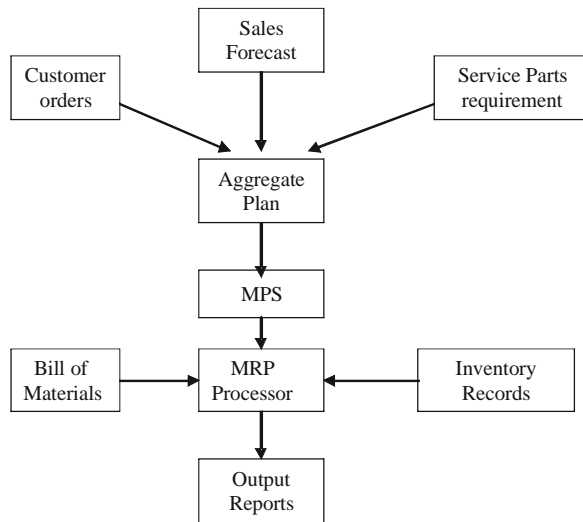 Sales
Forecast
Customer
orders
Service Parts
requirement
Aggregate
Plan
MPS
Bill of
Materials
MRP
Processor
Inventory
Records
Output
Reports